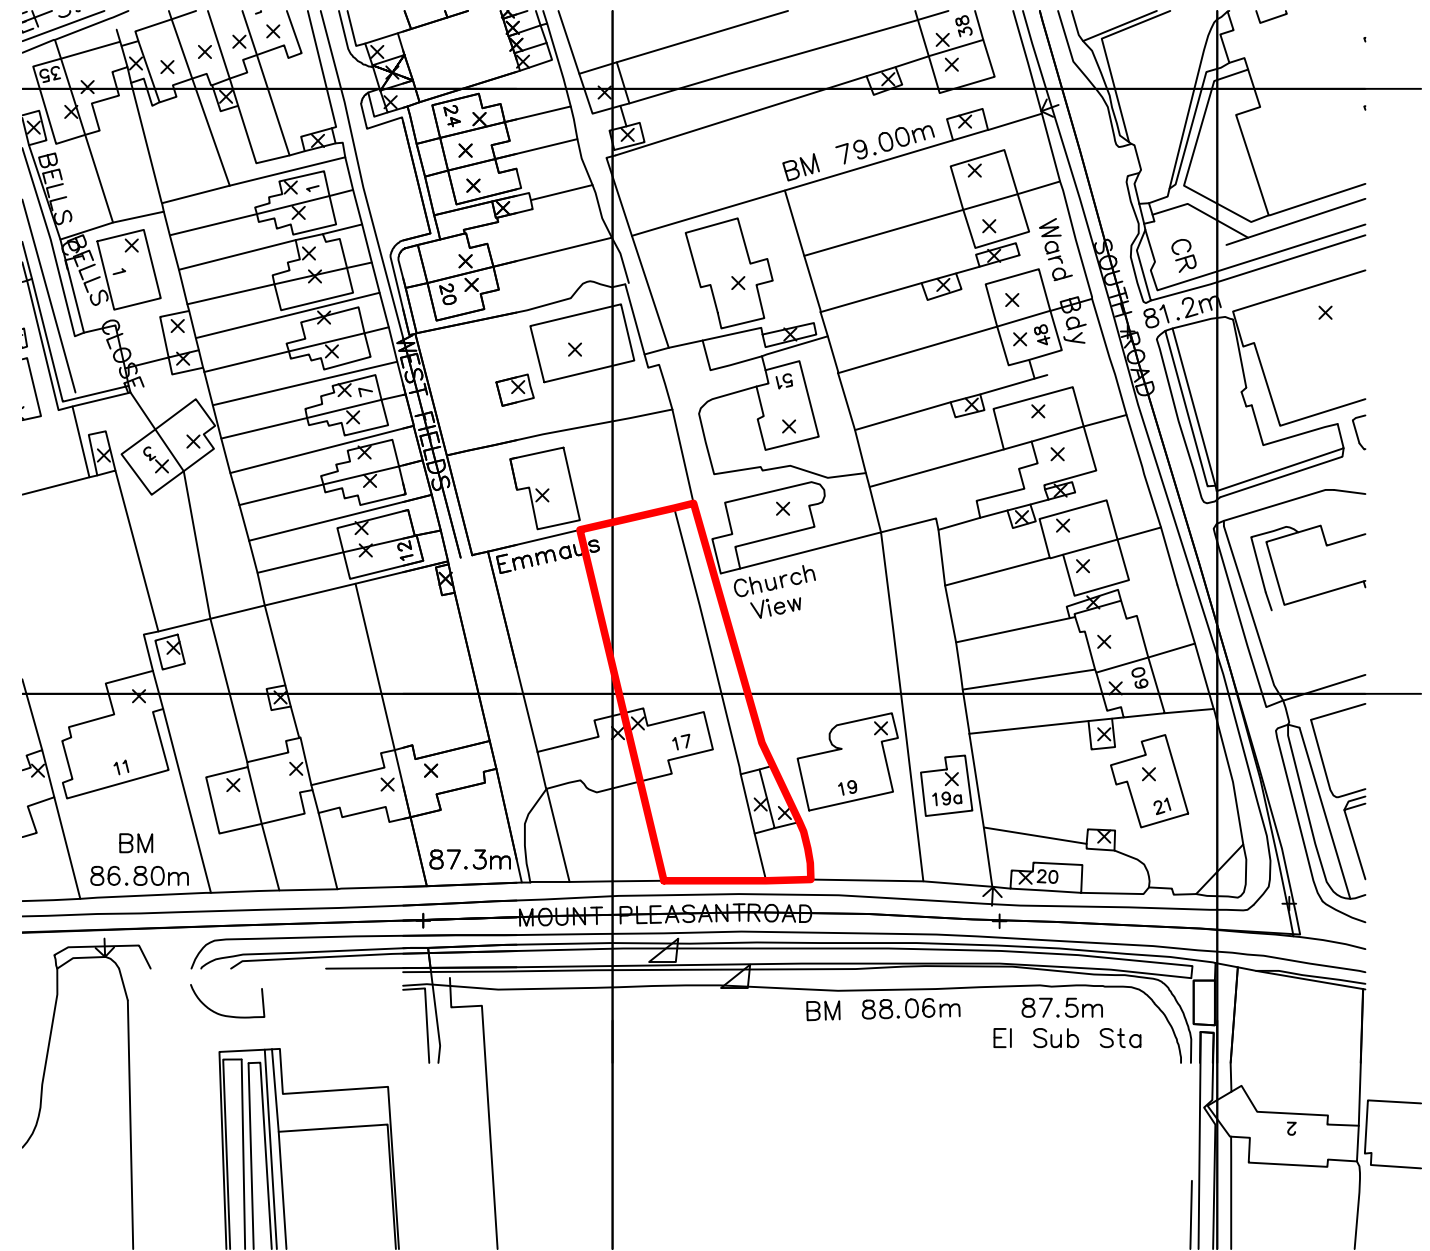 35
38
24
BM 79.00m
BELLS
1
Ward Bdy
SOUTH ROAD
CR
BELLS CLOSE
1
20
81.2m
48
WEST FIELDS
51
7
3
12
Emmaus
Church
View
60
17
11
19
19a
21
BM
86.80m
87.3m
20
MOUNT PLEASANTROAD
BM 88.06m
87.5m
El Sub Sta
2